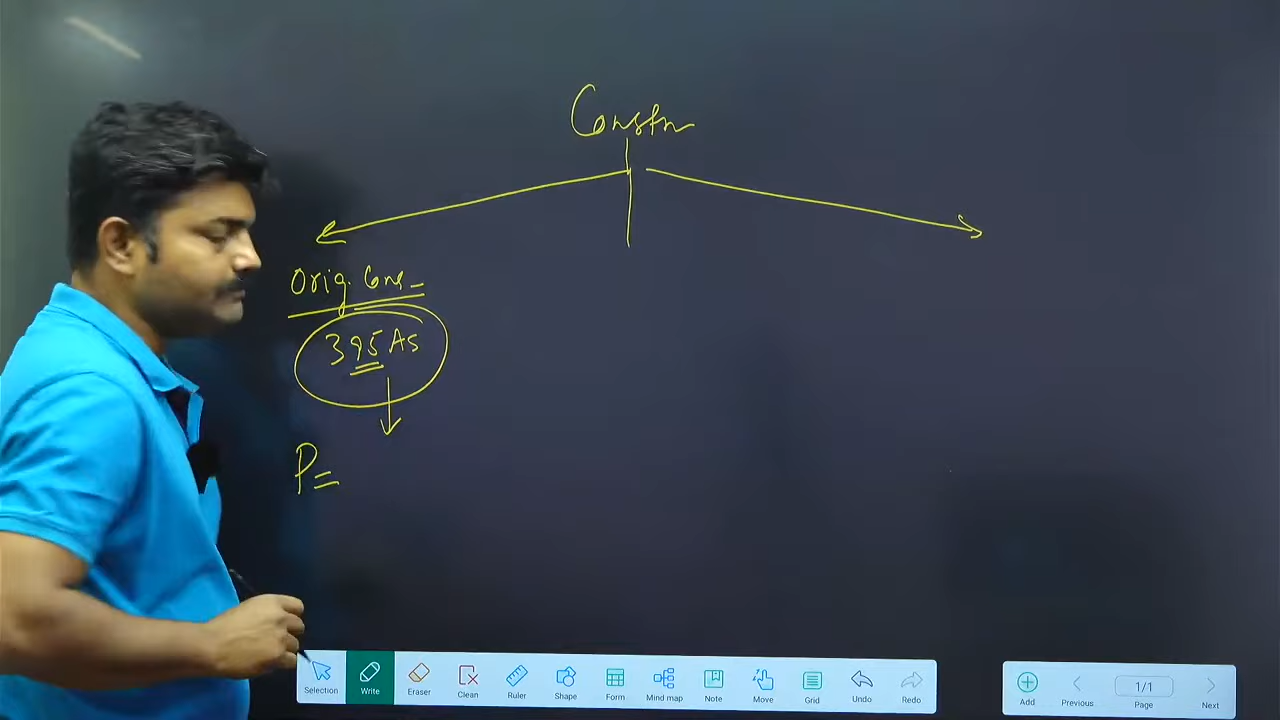 Constn
Orig. Cons
395 As
P=
Selection Write Eraser Clean Ruler Shape Form Mind map Note Move Grid Undo Redo
Add Previous 1/1 Page Next